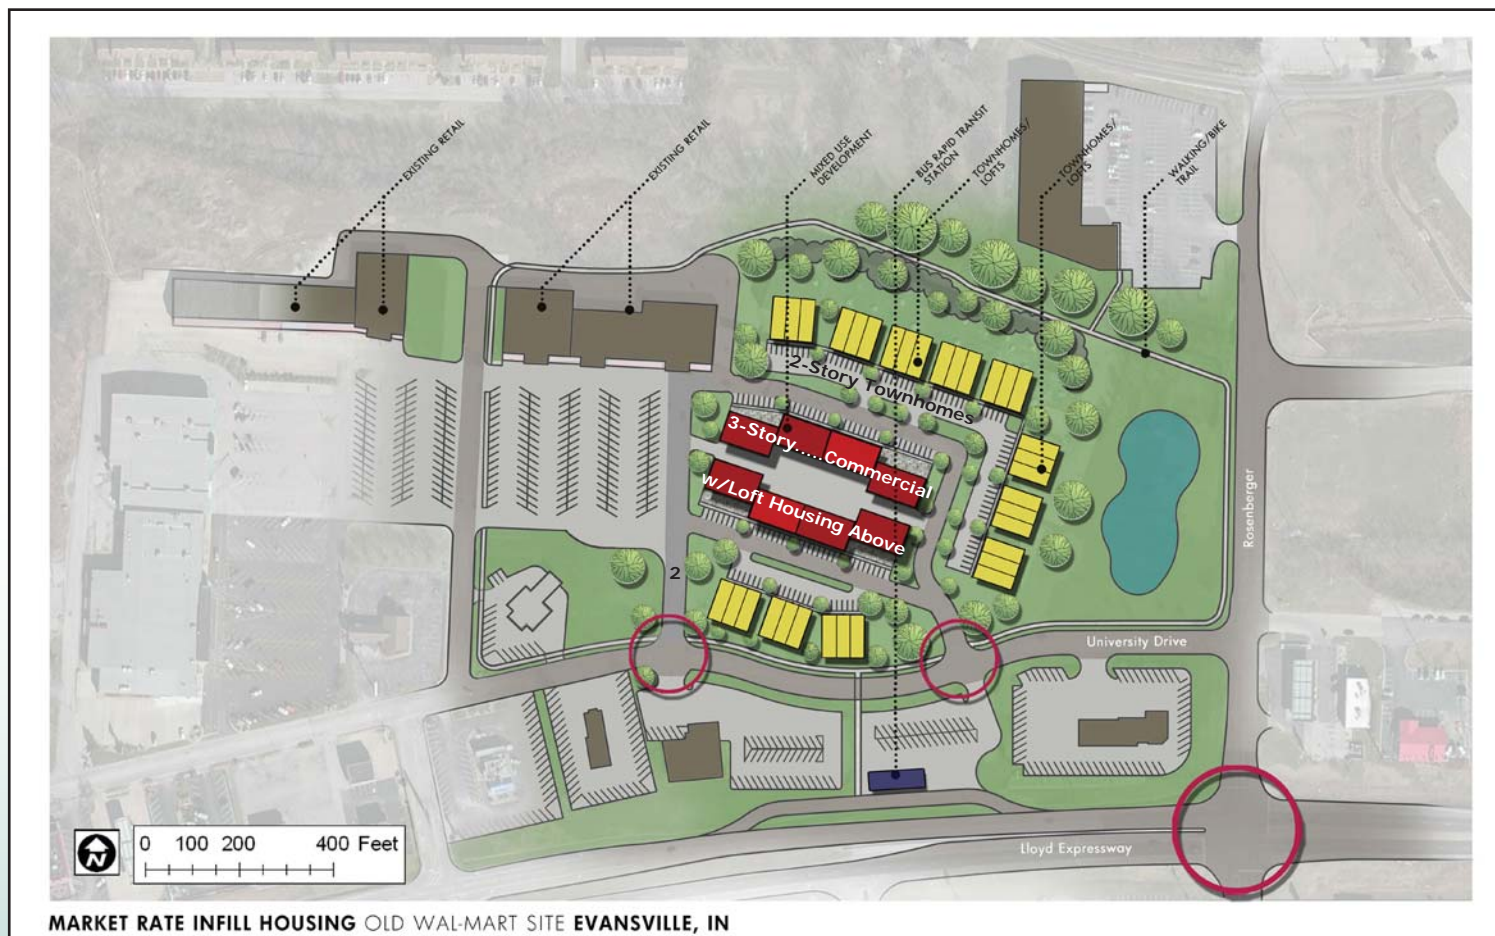 EXISTING RETAIL
EXISTING RETAIL
MIXED USE
DEVELOPMENT
BUS RAPID TRANSIT
STATION
TOWNHOMES/
LOFTS
TOWNHOMES/
LOFTS
WALKING/BIKE
TRAIL
2-Story Townhomes
3-Story.....Commercial
w/Loft Housing Above
2
Rosenberger
University Drive
Lloyd Expressway
N
0 100 200 400 Feet
MARKET RATE INFILL HOUSING OLD WAL-MART SITE EVANSVILLE, IN